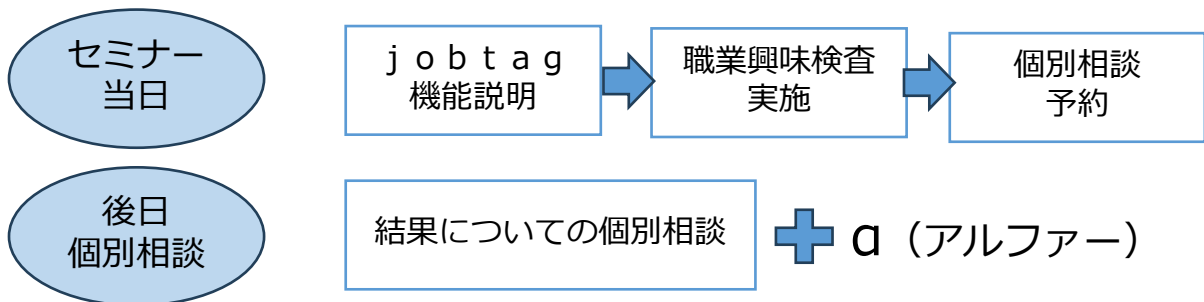 セミナー
当日
ｊｏｂｔａｇ
機能説明
職業興味検査
実施
個別相談
予約
後日
個別相談
結果についての個別相談
α（アルファー）